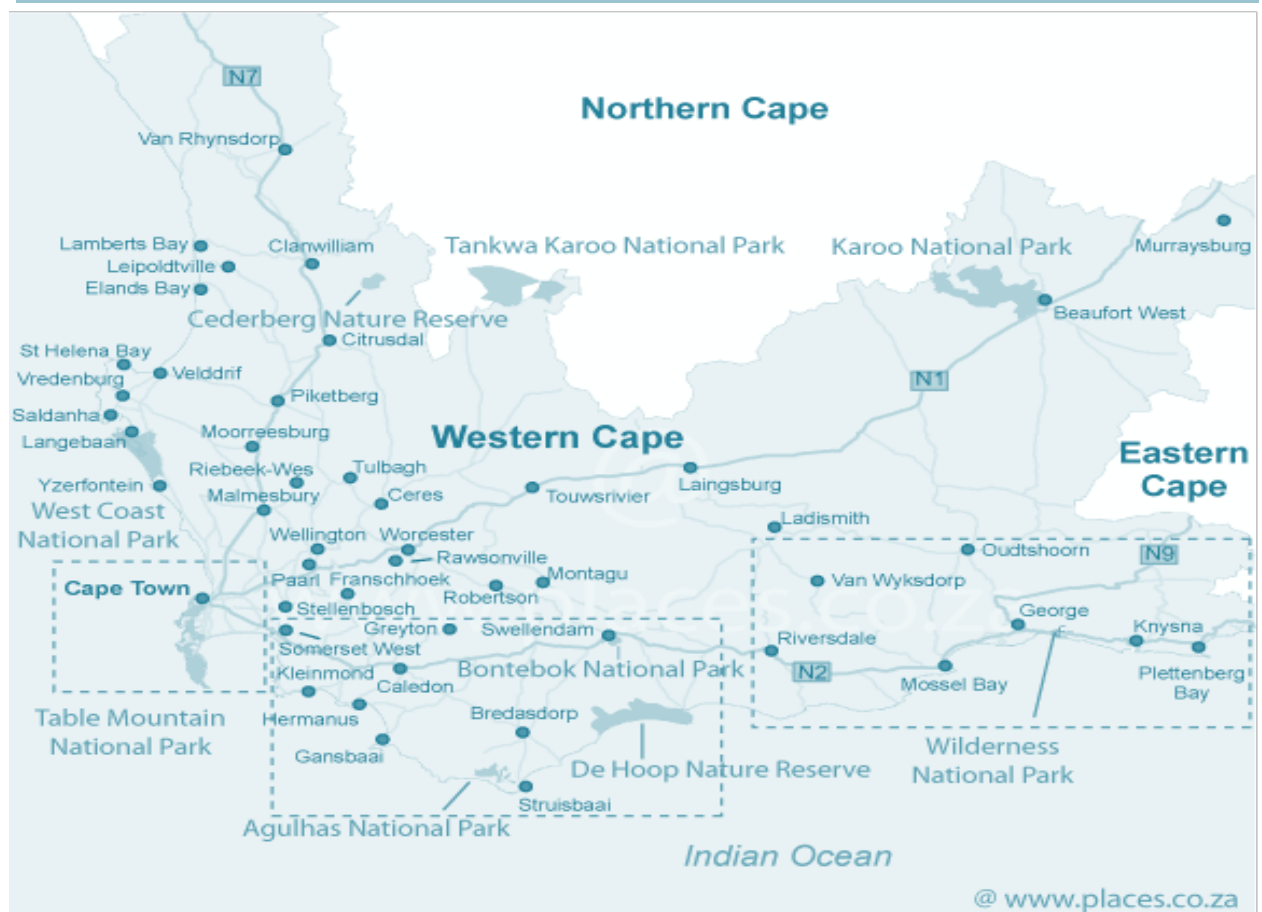 N7
Northern Cape
Van Rhynsdorp
Lamberts Bay
Clanwilliam
Tankwa Karoo National Park
Karoo National Park
Murraysburg
Leipoldtville
Elands Bay
Beaufort West
Cederberg Nature Reserve
Citrusdal
St Helena Bay
Velddrif
Vredenburg
N1
Piketberg
Saldanha
Langebaan
Moorreesburg
Western Cape
Eastern
Cape
Riebeek-Wes
Tulbagh
Yzerfontein
Malmesbury
Ceres
Touwsrivier
Laingsburg
West Coast
National Park
Ladismith
Wellington
Worcester
Rawsonville
Oudtshoorn
N9
Cape Town
Paarl
Franschhoek
Montagu
Van Wyksdorp
Robertson
Stellenbosch
www.places.co.za
George
Greyton
Swellendam
Riversdale
Knysna
Somerset West
Kleinmond
Bontebok National Park
N2
Caledon
Mossel Bay
Plettenberg
Bay
Hermanus
Bredasdorp
Table Mountain
National Park
Gansbaai
De Hoop Nature Reserve
Wilderness
National Park
Struisbaai
Agulhas National Park
Indian Ocean
@ www.places.co.za
@